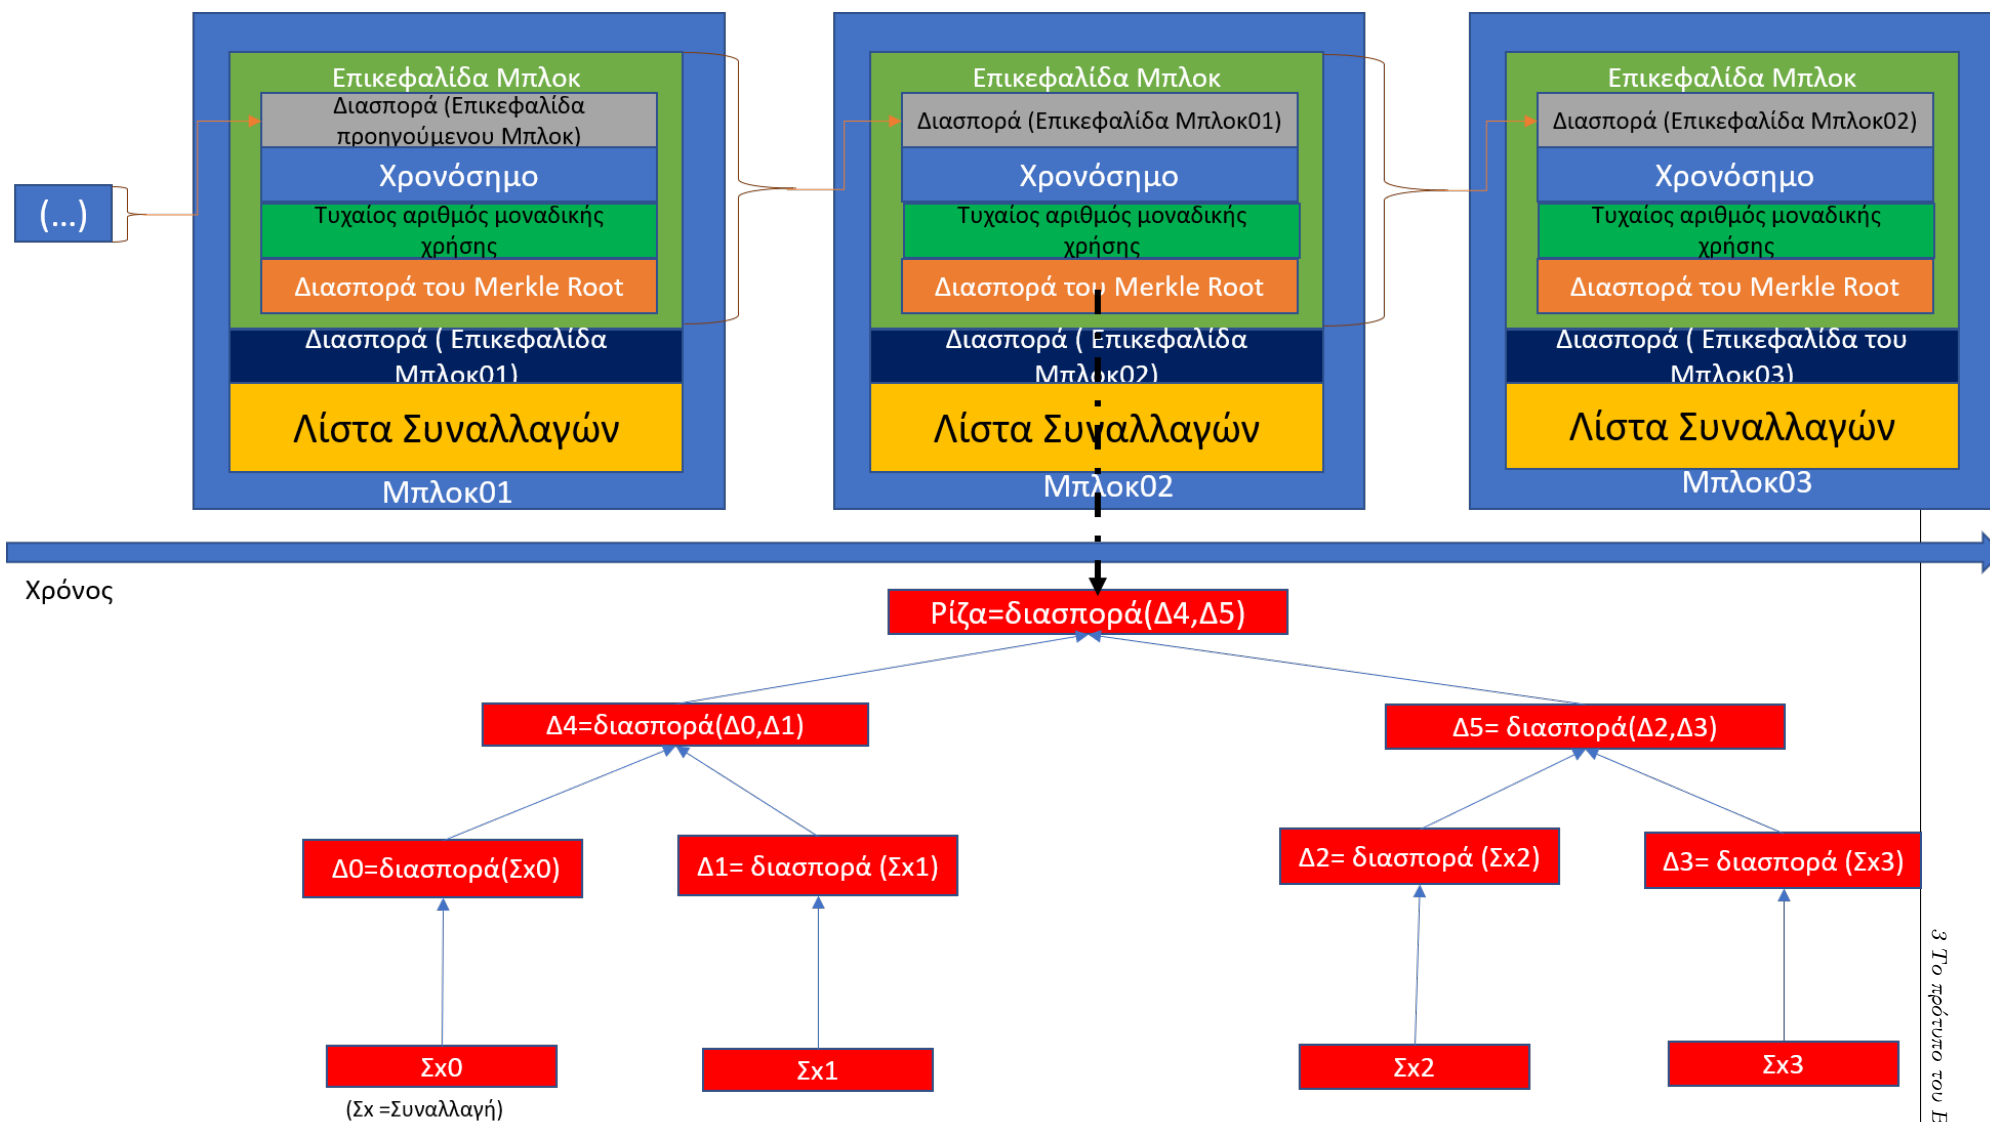 (...)
Επικεφαλίδα Μπλοκ
Διασπορά (Επικεφαλίδα
προηγούμενου Μπλοκ)
Χρονόσημο
Τυχαίος αριθμός μοναδικής
χρήσης
Διασπορά του Merkle Root
Διασπορά ( Επικεφαλίδα
Μπλοκ01)
Λίστα Συναλλαγών
Μπλοκ01
Επικεφαλίδα Μπλοκ
Διασπορά (Επικεφαλίδα Μπλοκ01)
Χρονόσημο
Τυχαίος αριθμός μοναδικής
χρήσης
Διασπορά του Merkle Root
Διασπορά ( Επικεφαλίδα
Μπλοκ02)
Λίστα Συναλλαγών
Μπλοκ02
Επικεφαλίδα Μπλοκ
Διασπορά (Επικεφαλίδα Μπλοκ02)
Χρονόσημο
Τυχαίος αριθμός μοναδικής
χρήσης
Διασπορά του Merkle Root
Διασπορά ( Επικεφαλίδα του
Μπλοκ03)
Λίστα Συναλλαγών
Μπλοκ03
Χρόνος
Ρίζα=διασπορά(Δ4,Δ5)
Δ4=διασπορά(Δ0,Δ1)
Δ5= διασπορά(Δ2,Δ3)
Δ0=διασπορά(Σx0)
Δ1= διασπορά (Σx1)
Δ2= διασπορά (Σx2)
Δ3= διασπορά (Σx3)
Σx0
Σx1
Σx2
Σx3
(Σx =Συναλλαγή)
3 Το πρότυπο του